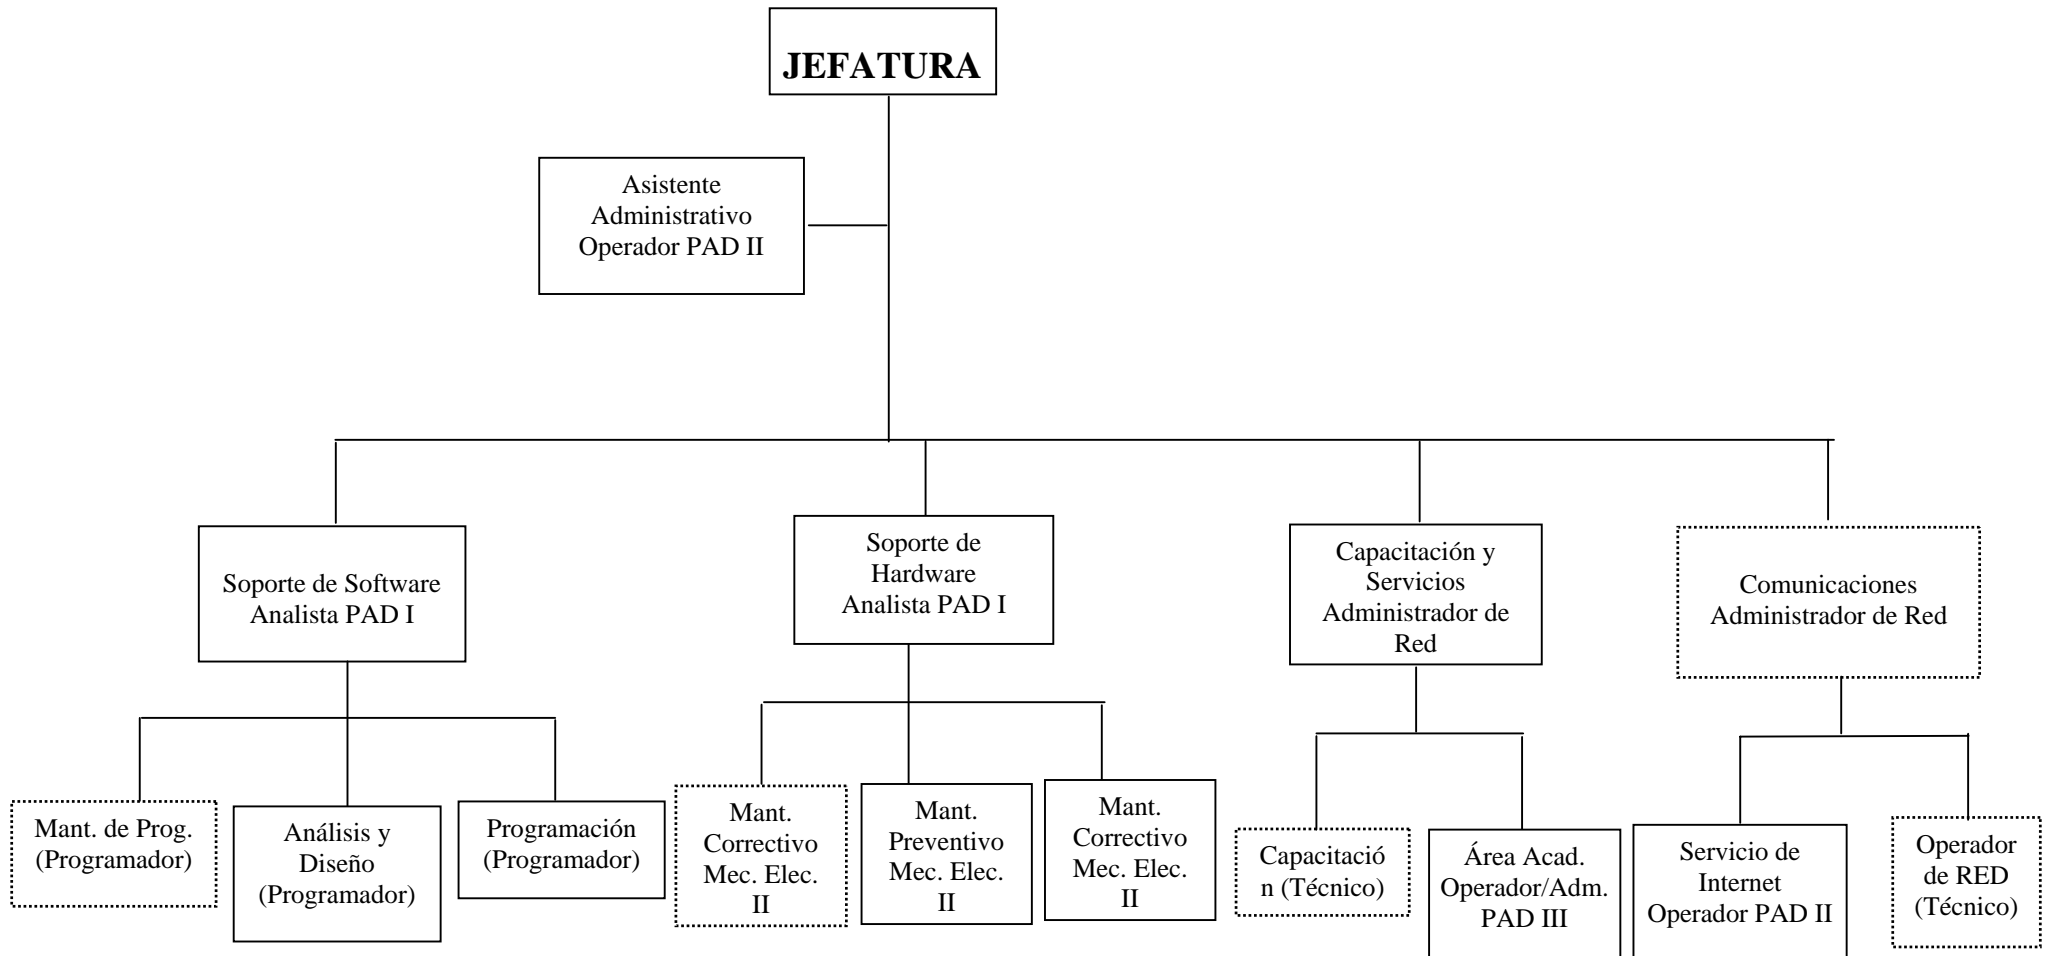 JEFATURA
Asistente
Administrativo
Operador PAD II
Soporte de Software
Analista PAD I
Soporte de
Hardware
Analista PAD I
Capacitación y
Servicios
Administrador de
Red
Comunicaciones
Administrador de Red
Mant. de Prog.
(Programador)
Análisis y
Diseño
(Programador)
Programación
(Programador)
Mant.
Correctivo
Mec. Elec.
II
Mant.
Preventivo
Mec. Elec.
II
Mant.
Correctivo
Mec. Elec.
II
Capacitació
n (Técnico)
Área Acad.
Operador/Adm.
PAD III
Servicio de
Internet
Operador PAD II
Operador
de RED
(Técnico)